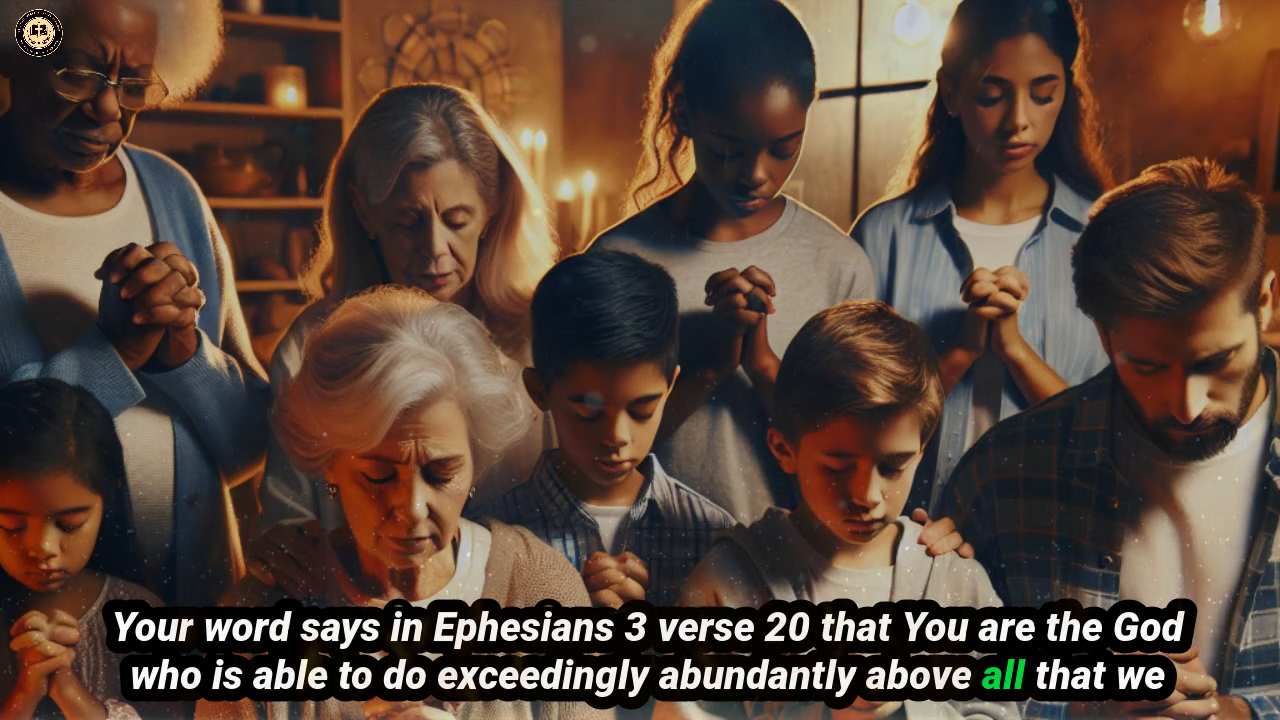 Your word says in Ephesians 3 verse 20 that You are the God
who is able to do exceedingly abundantly above all that we